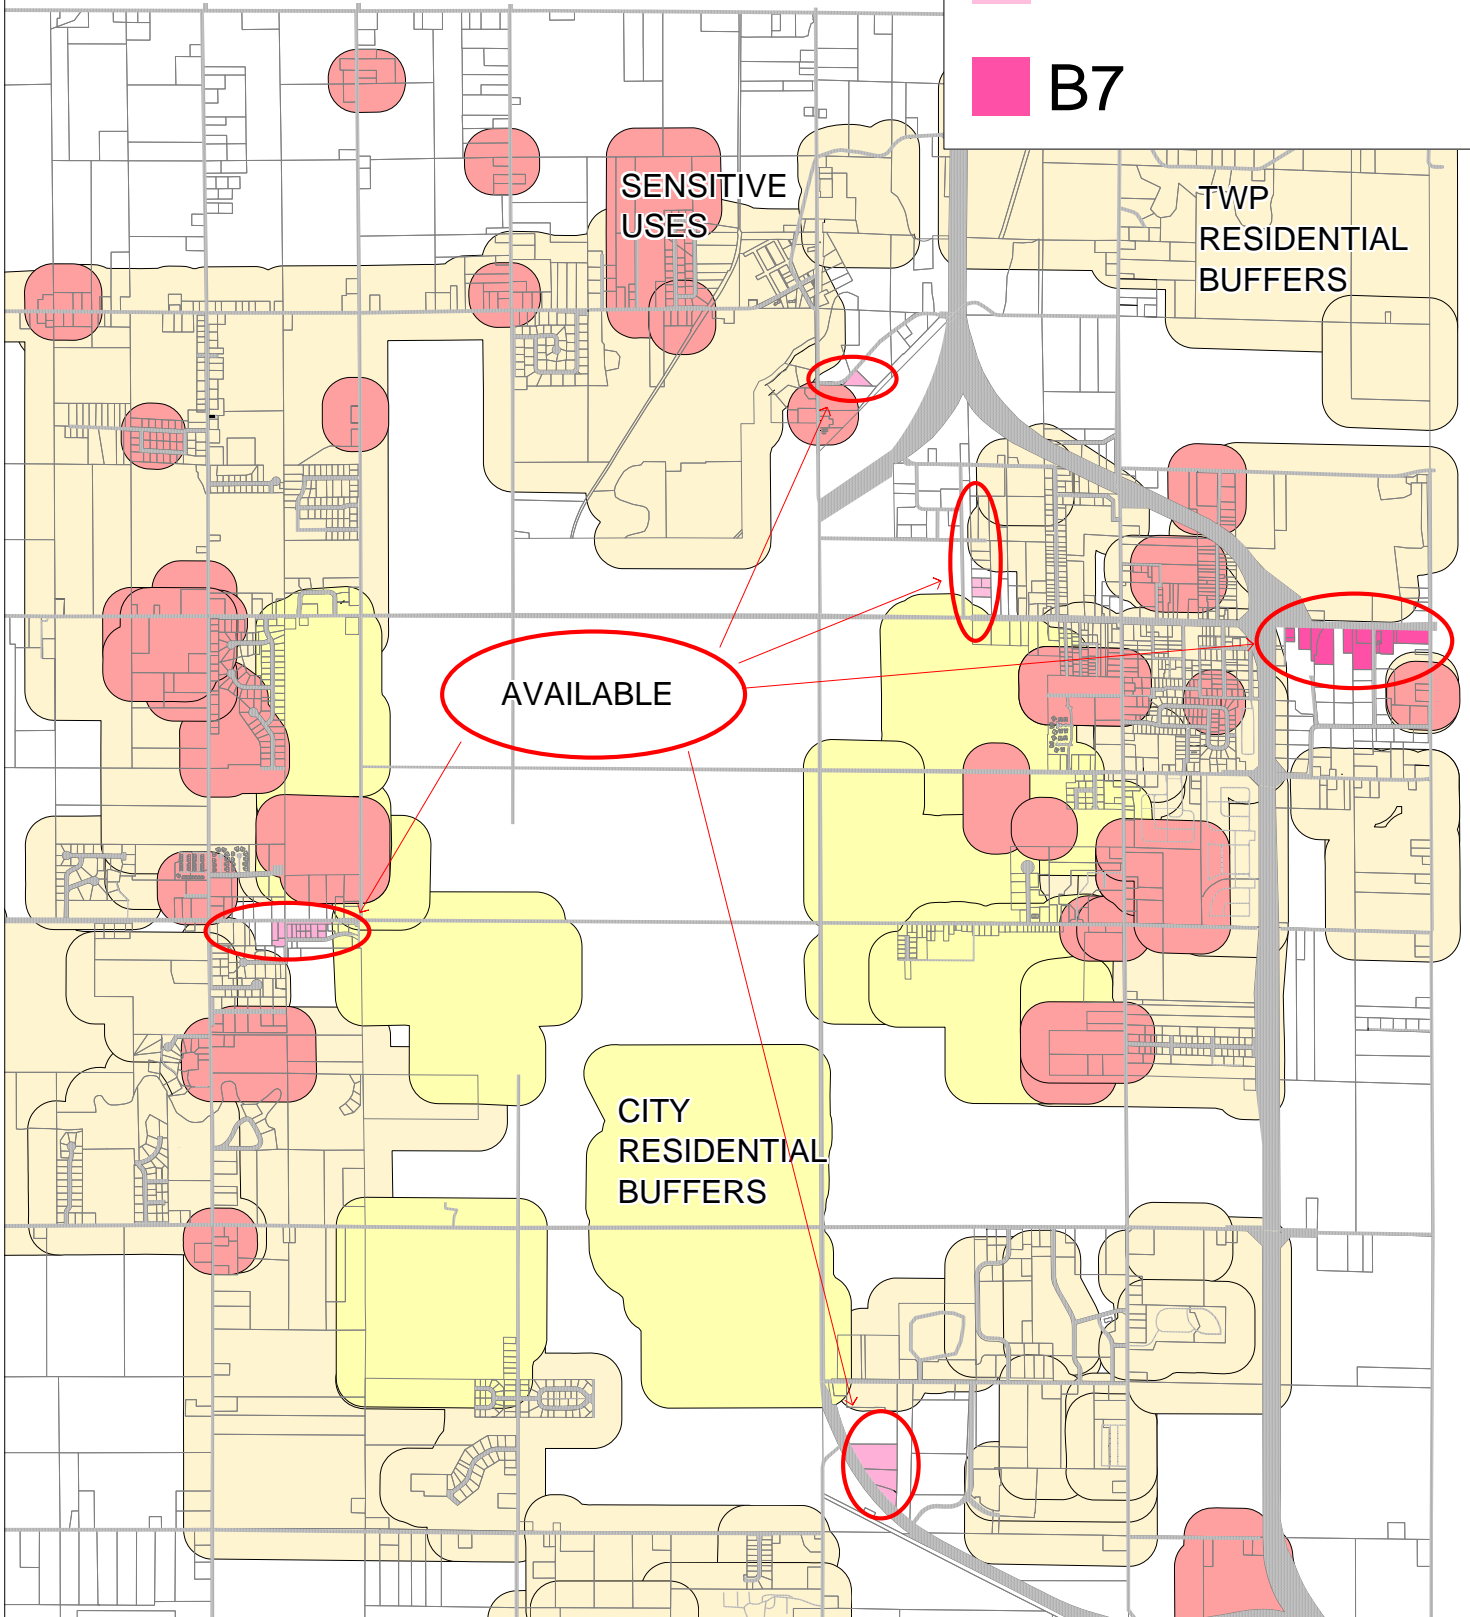 B7
SENSITIVE
USES
TWP
RESIDENTIAL
BUFFERS
AVAILABLE
CITY
RESIDENTIAL
BUFFERS